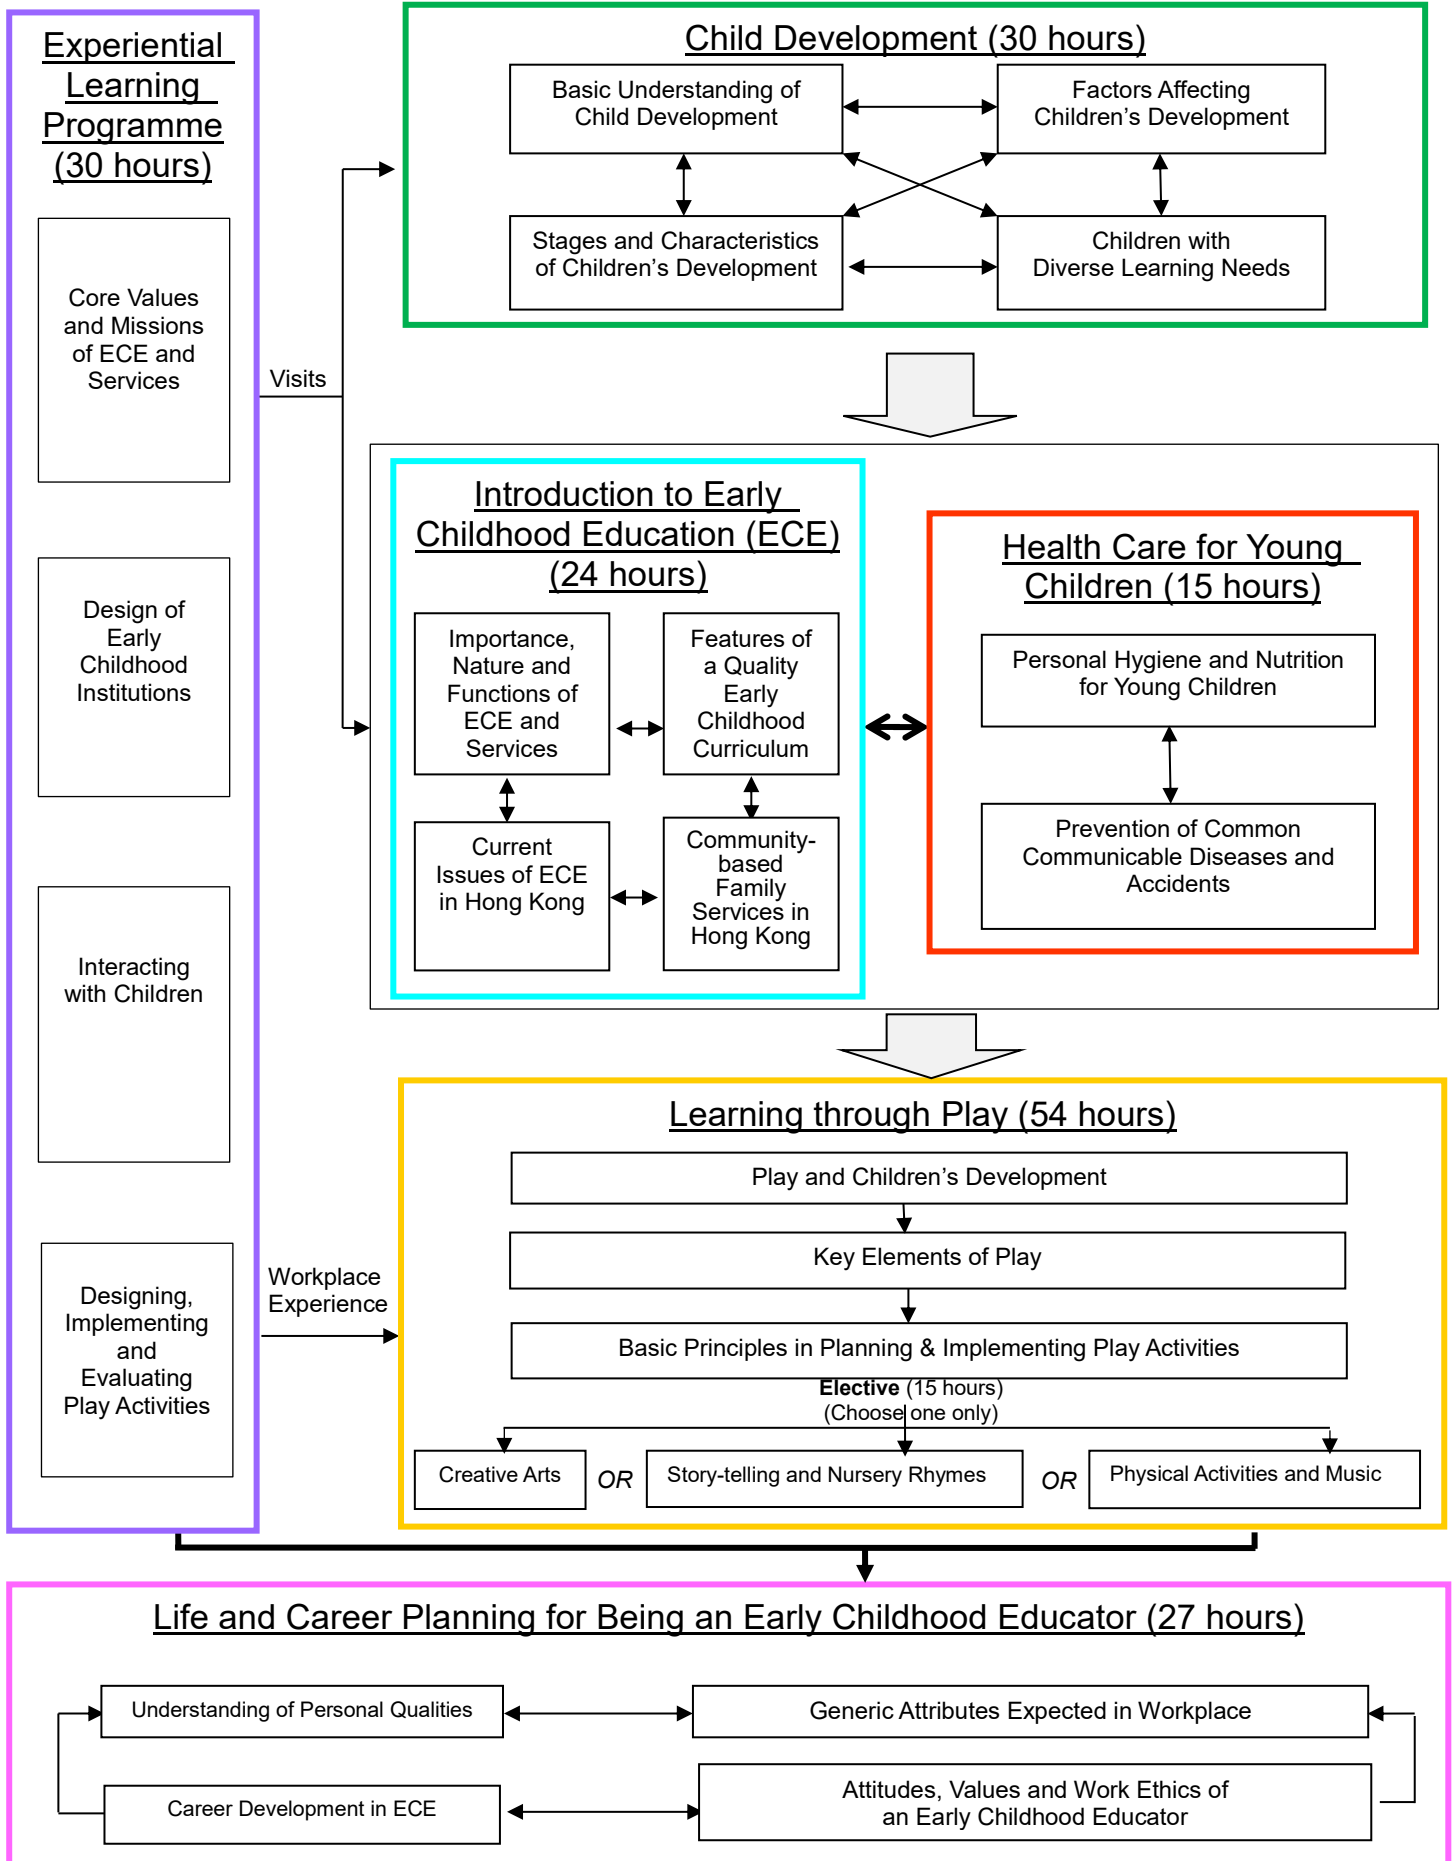 Experiential
Learning
Programme
(30 hours)
Core Values
and Missions
of ECE and
Services
Design of
Early
Childhood
Institutions
Interacting
with Children
Designing,
Implementing
and
Evaluating
Play Activities
Visits
Workplace
Experience
Child Development (30 hours)
Basic Understanding of
Child Development
Factors Affecting
Children’s Development
Stages and Characteristics
of Children’s Development
Children with
Diverse Learning Needs
Introduction to Early
Childhood Education (ECE)
(24 hours)
Importance,
Nature and
Functions of
ECE and
Services
Features of
a Quality
Early
Childhood
Curriculum
Current
Issues of ECE
in Hong Kong
Community-
based
Family
Services in
Hong Kong
Health Care for Young
Children (15 hours)
Personal Hygiene and Nutrition
for Young Children
Prevention of Common
Communicable Diseases and
Accidents
Learning through Play (54 hours)
Play and Children’s Development
Key Elements of Play
Basic Principles in Planning & Implementing Play Activities
Elective (15 hours)
(Choose one only)
Creative Arts
OR
Story-telling and Nursery Rhymes
OR
Physical Activities and Music
Life and Career Planning for Being an Early Childhood Educator (27 hours)
Understanding of Personal Qualities
Generic Attributes Expected in Workplace
Career Development in ECE
Attitudes, Values and Work Ethics of
an Early Childhood Educator